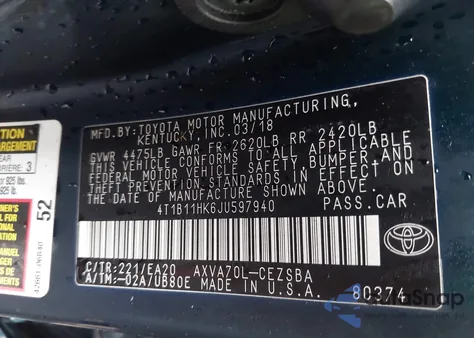 MFD.BY:TOYOTA MOTOR MANUFACTURING,
KENTUCKY,INC.03/18
GVWR 4475LB GAWR FR 2620LB RR 2420LB
THIS VEHICLE CONFORMS TO ALL APPLICABLE
FEDERAL MOTOR VEHICLE SAFETY, BUMPER, AND
THEFT PREVENTION STANDARDS IN EFFECT ON
THE DATE OF MANUFACTURE SHOWN ABOVE.
4T1B11HK6JU597940 PASS.CAR
TOYOTA
C/TR:221/EA20 AXVA70L-CEZSBA
A/TM:-02A/UB80E MADE IN U.S.A. 80374
3
52